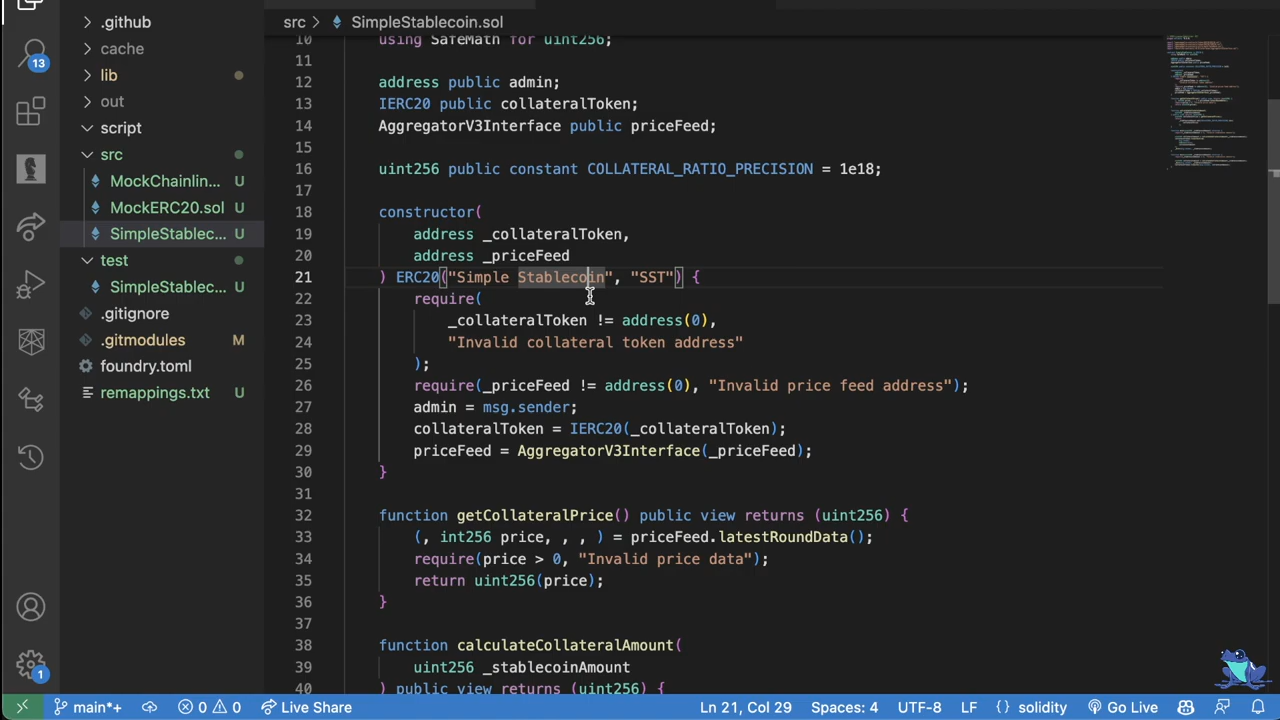 src > SimpleStablecoin.sol
13
.github
cache
lib
out
script
src
MockChainlin... U
MockERC20.sol U
SimpleStablec... U
test
SimpleStablec... U
.gitignore
.gitmodules M
foundry.toml
remappings.txt U
1
10 using SafeMath for uint256;
11
12 address public admin;
13 IERC20 public collateralToken;
14 AggregatorV3Interface public priceFeed;
15
16 uint256 public constant COLLATERAL_RATIO_PRECISION = 1e18;
17
18 constructor(
19 address _collateralToken,
20 address _priceFeed
21 ) ERC20("Simple Stablecoin", "SST") {
22 require(
23 _collateralToken != address(0),
24 "Invalid collateral token address"
25 );
26 require(_priceFeed != address(0), "Invalid price feed address");
27 admin = msg.sender;
28 collateralToken = IERC20(_collateralToken);
29 priceFeed = AggregatorV3Interface(_priceFeed);
30 }
31
32 function getCollateralPrice() public view returns (uint256) {
33 (, int256 price, , , ) = priceFeed.latestRoundData();
34 require(price > 0, "Invalid price data");
35 return uint256(price);
36 }
37
38 function calculateCollateralAmount(
39 uint256 _stablecoinAmount
40 ) public view returns (uint256) {
main*+ 0 0 Live Share Ln 21, Col 29 Spaces: 4 UTF-8 LF {} solidity Go Live